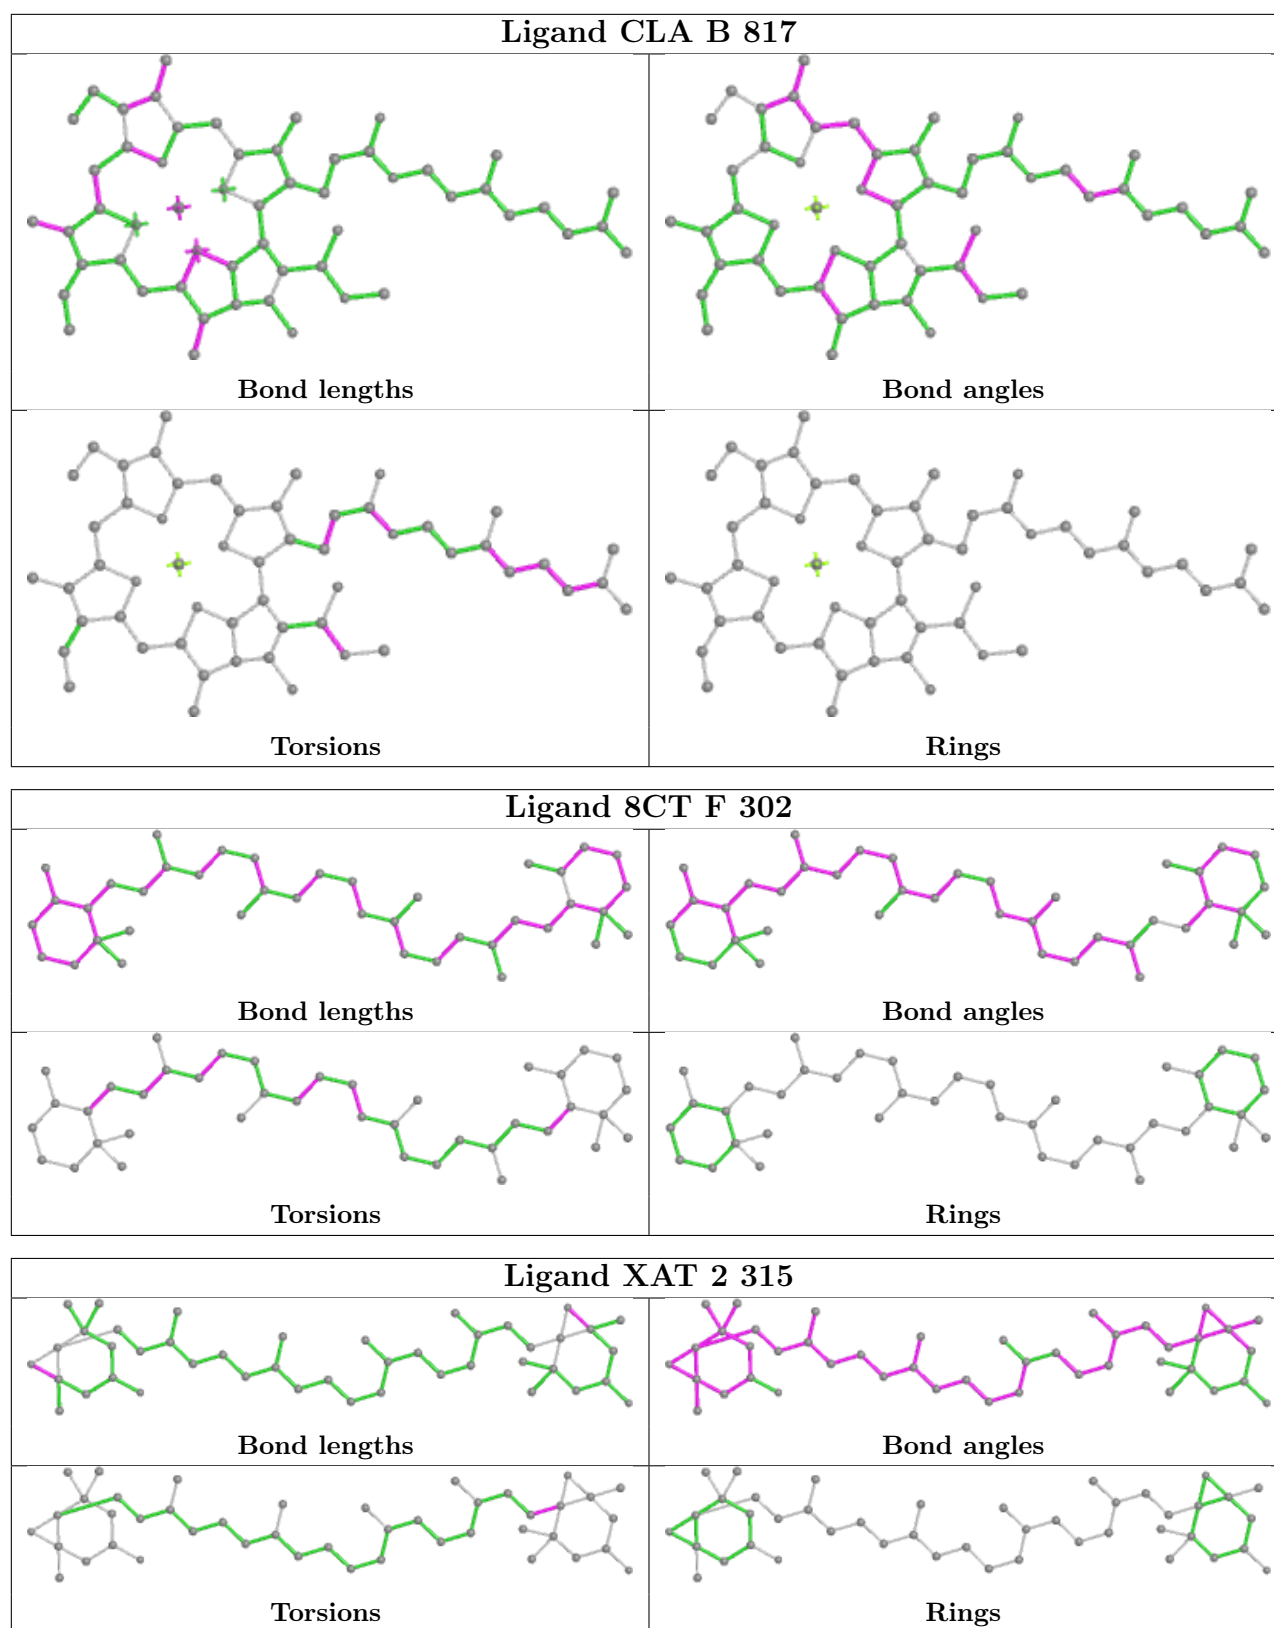 Ligand CLA B 817
Bond lengths
Bond angles
Torsions
Rings
Ligand 8CT F 302
Bond lengths
Bond angles
Torsions
Rings
Ligand XAT 2 315
Bond lengths
Bond angles
Torsions
Rings